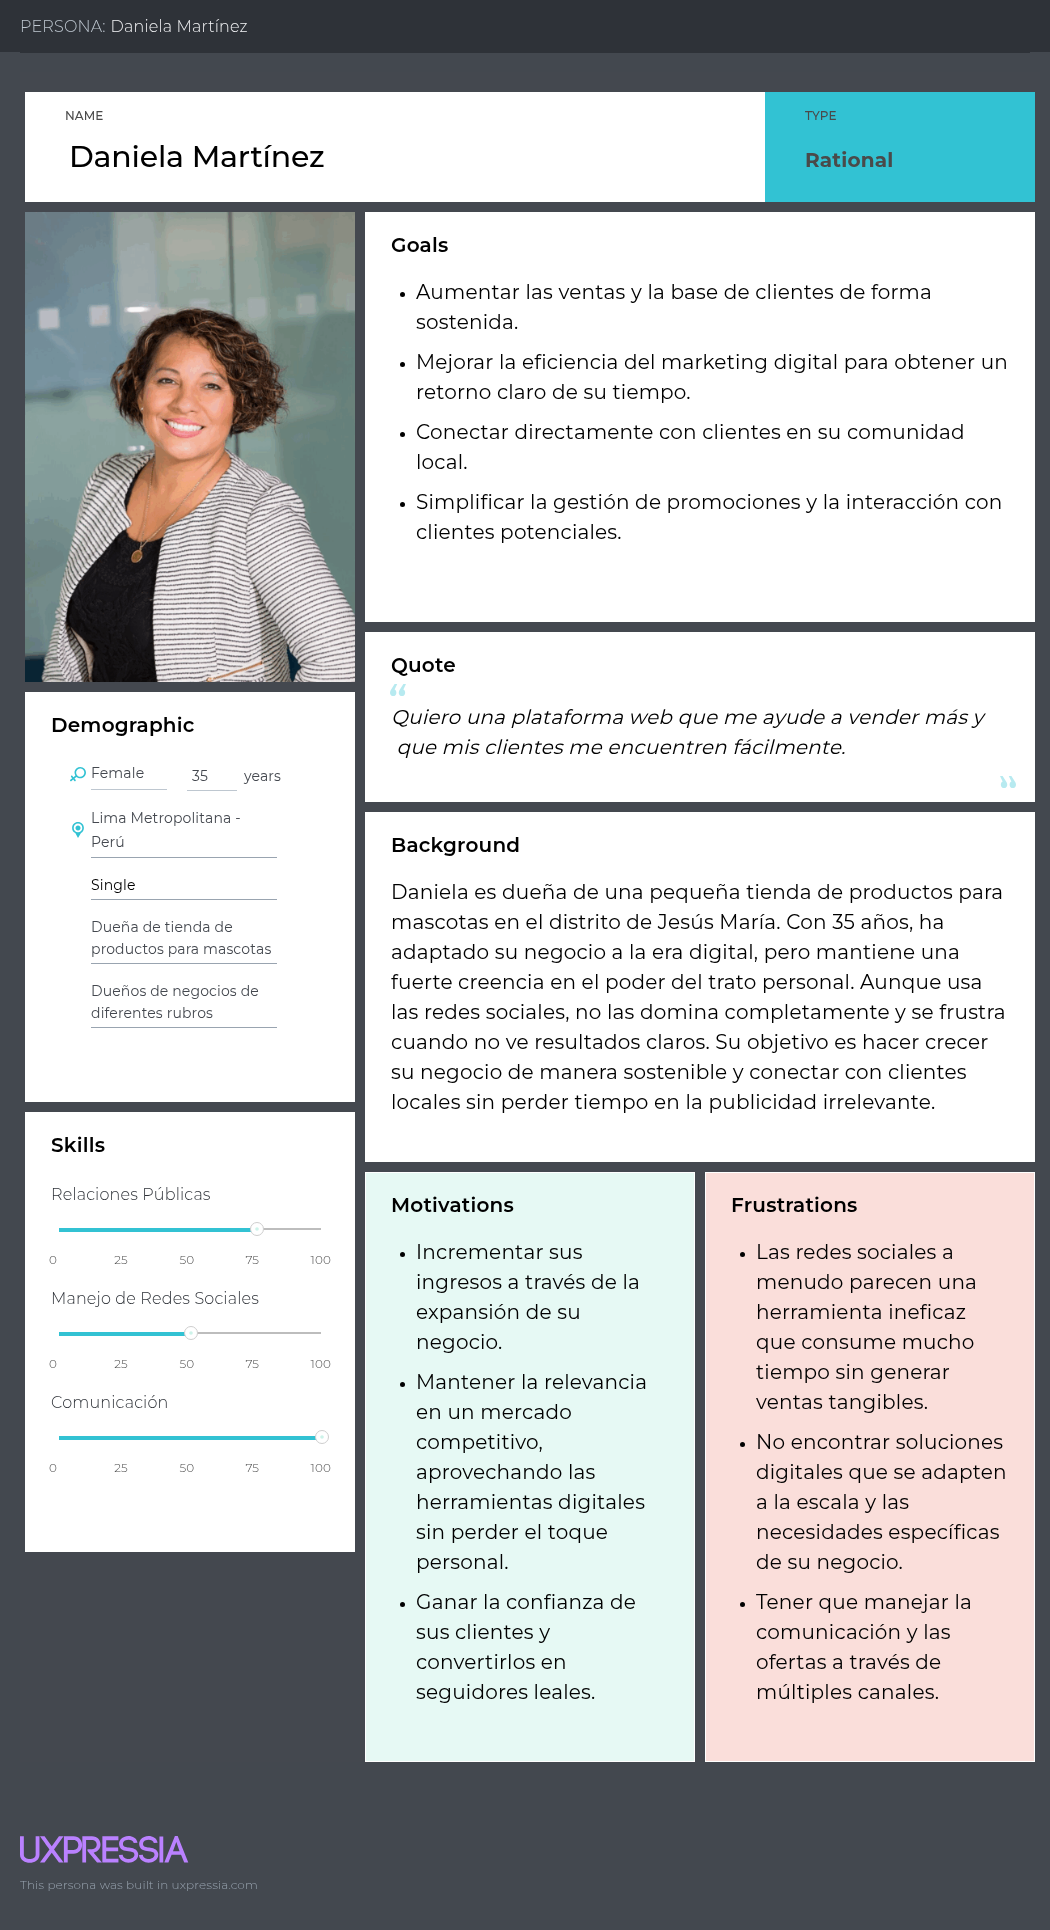 PERSONA: Daniela Martínez
NAME
Daniela Martínez
TYPE
Rational
Goals
• Aumentar las ventas y la base de clientes de forma
sostenida.
• Mejorar la eficiencia del marketing digital para obtener un
retorno claro de su tiempo.
• Conectar directamente con clientes en su comunidad
local.
• Simplificar la gestión de promociones y la interacción con
clientes potenciales.
Quote
“
Quiero una plataforma web que me ayude a vender más y
que mis clientes me encuentren fácilmente.
”
Demographic
Female 35 years
Lima Metropolitana -
Perú
Single
Dueña de tienda de
productos para mascotas
Dueños de negocios de
diferentes rubros
Background
Daniela es dueña de una pequeña tienda de productos para
mascotas en el distrito de Jesús María. Con 35 años, ha
adaptado su negocio a la era digital, pero mantiene una
fuerte creencia en el poder del trato personal. Aunque usa
las redes sociales, no las domina completamente y se frustra
cuando no ve resultados claros. Su objetivo es hacer crecer
su negocio de manera sostenible y conectar con clientes
locales sin perder tiempo en la publicidad irrelevante.
Skills
Relaciones Públicas
0 25 50 75 100
Manejo de Redes Sociales
0 25 50 75 100
Comunicación
0 25 50 75 100
Motivations
• Incrementar sus
ingresos a través de la
expansión de su
negocio.
• Mantener la relevancia
en un mercado
competitivo,
aprovechando las
herramientas digitales
sin perder el toque
personal.
• Ganar la confianza de
sus clientes y
convertirlos en
seguidores leales.
Frustrations
• Las redes sociales a
menudo parecen una
herramienta ineficaz
que consume mucho
tiempo sin generar
ventas tangibles.
• No encontrar soluciones
digitales que se adapten
a la escala y las
necesidades específicas
de su negocio.
• Tener que manejar la
comunicación y las
ofertas a través de
múltiples canales.
UXPRESSIA
This persona was built in uxpressia.com